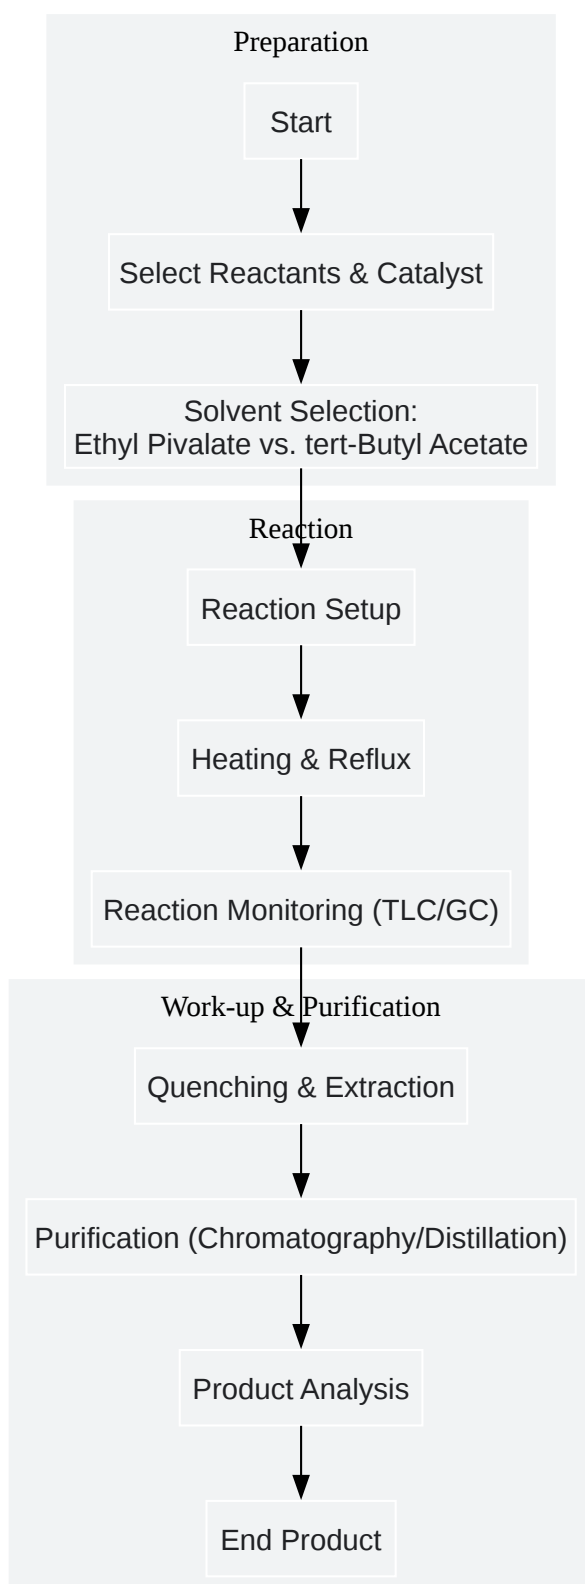 Preparation
Start
Select Reactants & Catalyst
Solvent Selection:
Ethyl Pivalate vs. tert-Butyl Acetate
Reaction
Reaction Setup
Heating & Reflux
Reaction Monitoring (TLC/GC)
Work-up & Purification
Quenching & Extraction
Purification (Chromatography/Distillation)
Product Analysis
End Product